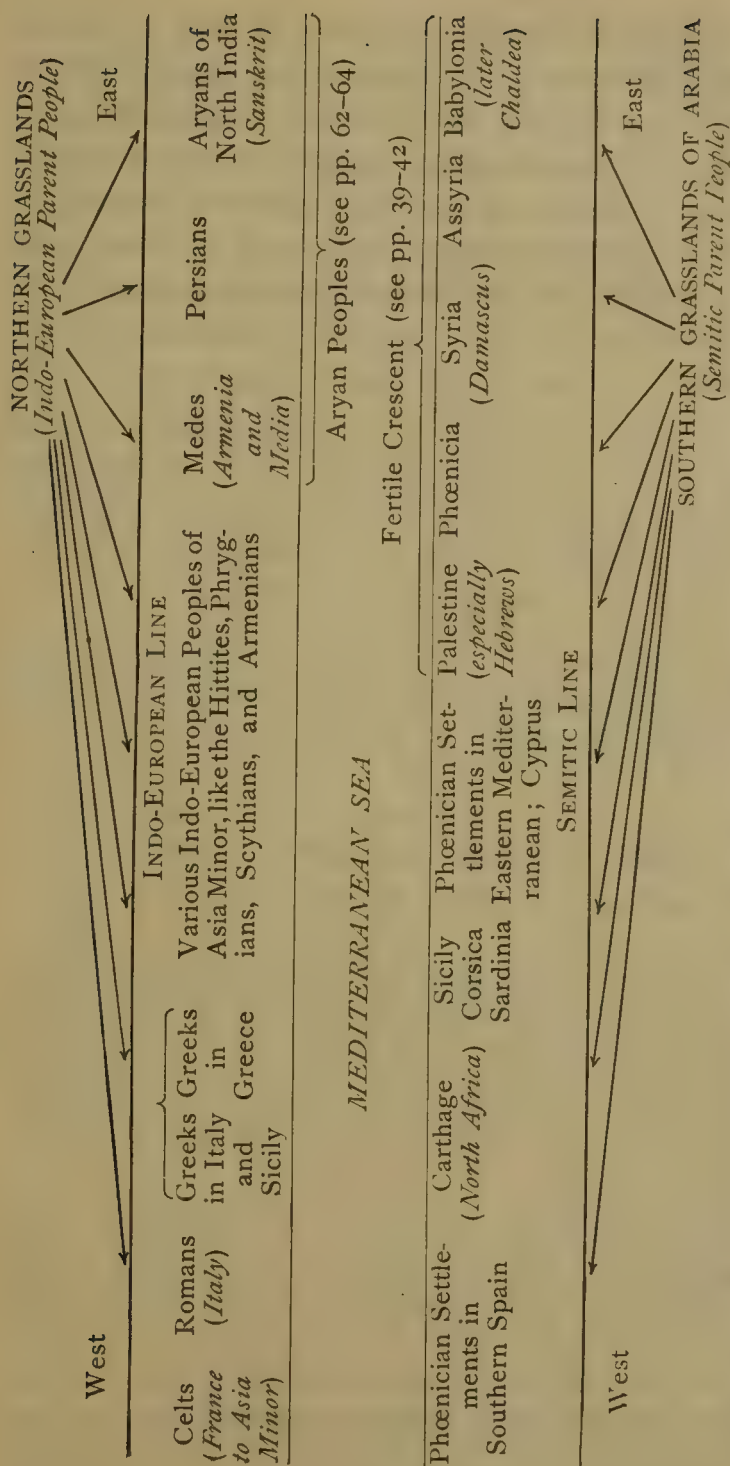 NORTHERN GRASSLANDS
(Indo-European Parent People)
West
East
INDO-EUROPEAN LINE
Celts
(France
to Asia
Minor)
Romans
(Italy)
Greeks
in Italy
and
Sicily
Greeks
in
Greece
Various Indo-European Peoples of
Asia Minor, like the Hittites, Phryg-
ians, Scythians, and Armenians
Medes
(Armenia
and
Media)
Persians
Aryans of
North India
(Sanskrit)
Aryan Peoples (see pp. 62–64)
MEDITERRANEAN SEA
Fertile Crescent (see pp. 39–42)
Phœnician Settle-
ments in
Southern Spain
Carthage
(North Africa)
Sicily
Corsica
Sardinia
Phœnician Set-
tlements in
Eastern Mediter-
ranean; Cyprus
Palestine
(especially
Hebrews)
Phœnicia
Syria
(Damascus)
Assyria
Babylonia
(later
Chaldea)
SEMITIC LINE
West
East
SOUTHERN GRASSLANDS OF ARABIA
(Semitic Parent People)